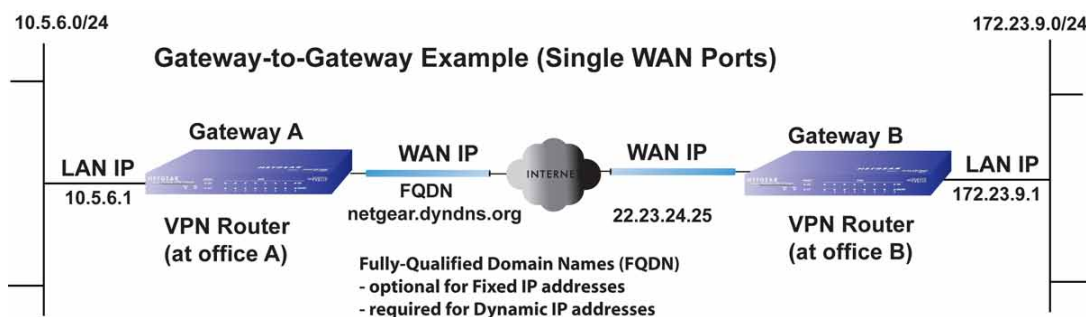 10.5.6.0/24
172.23.9.0/24
Gateway-to-Gateway Example (Single WAN Ports)
Gateway A
Gateway B
LAN IP
WAN IP
WAN IP
LAN IP
NETGEAR
NETGEAR
INTERNET
10.5.6.1
FQDN
netgear.dyndns.org
22.23.24.25
172.23.9.1
VPN Router
(at office A)
VPN Router
(at office B)
Fully-Qualified Domain Names (FQDN)
- optional for Fixed IP addresses
- required for Dynamic IP addresses